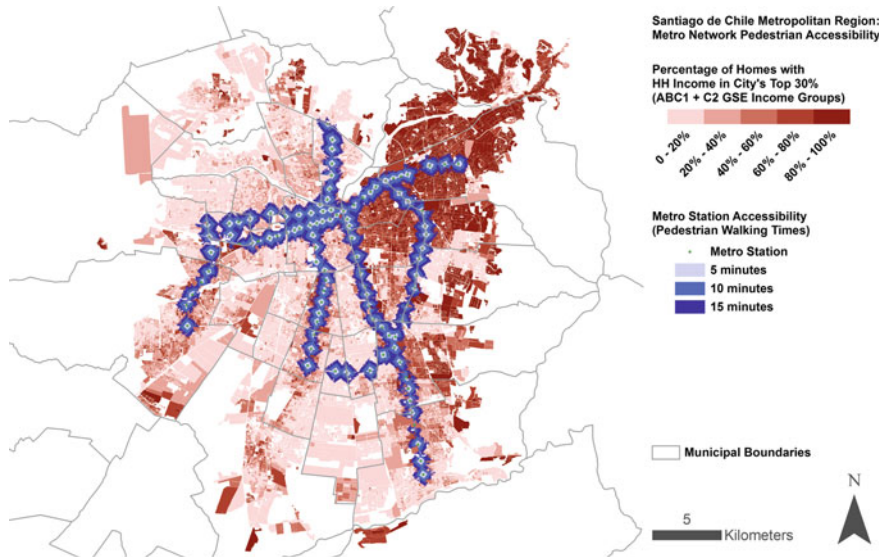 Santiago de Chile Metropolitan Region:
Metro Network Pedestrian Accessibility
Percentage of Homes with
HH Income in City's Top 30%
(ABC1 + C2 GSE Income Groups)
0 - 20%
20% - 40%
40% - 60%
60% - 80%
80% - 100%
Metro Station Accessibility
(Pedestrian Walking Times)
Metro Station
5 minutes
10 minutes
15 minutes
Municipal Boundaries
N
5
Kilometers